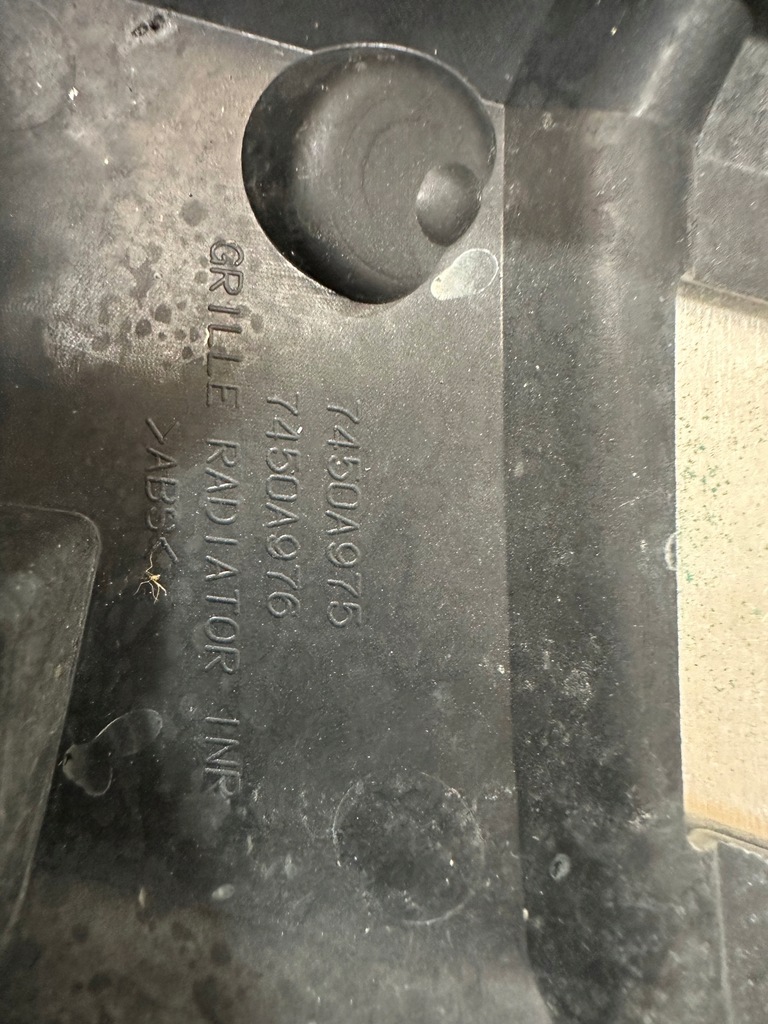 7450A975
7450A976
GRILLE RADIATOR INR
>ABS<